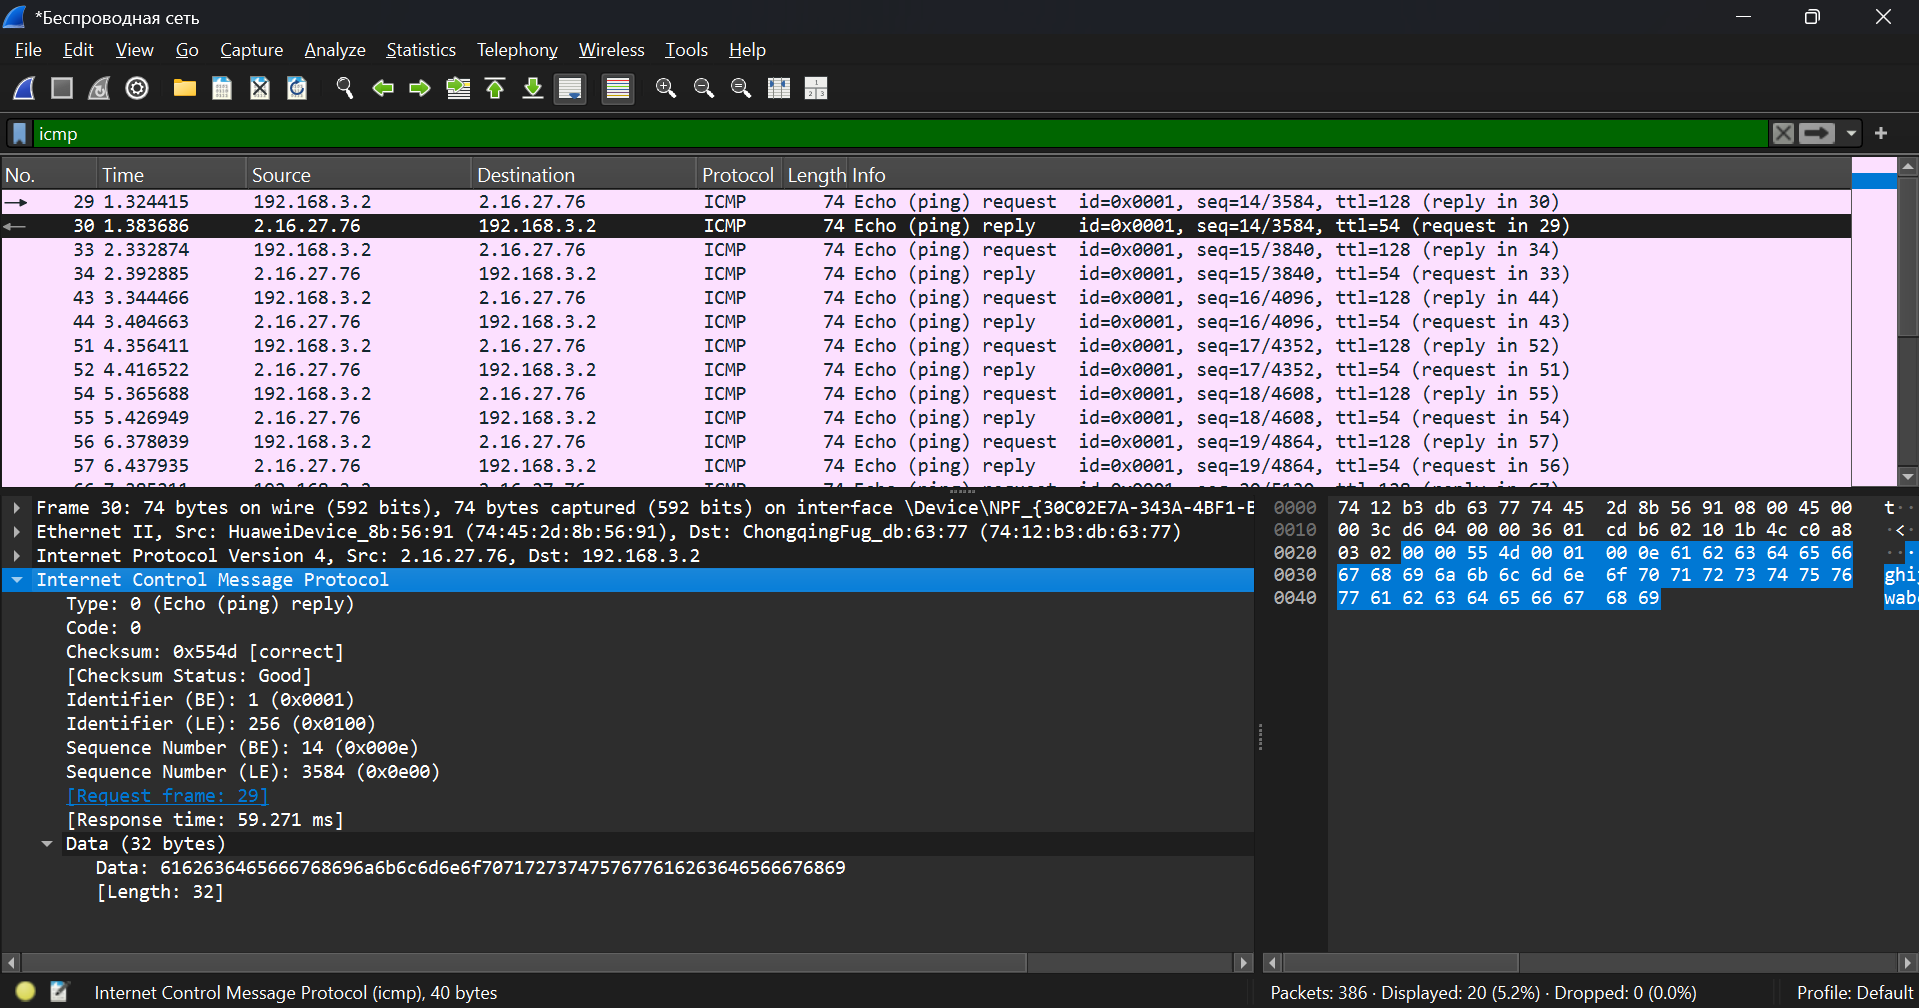 *Беспроводная сеть
File Edit View Go Capture Analyze Statistics Telephony Wireless Tools Help
icmp
No. Time Source Destination Protocol Length Info
29 1.324415 192.168.3.2 2.16.27.76 ICMP 74 Echo (ping) request id=0x0001, seq=14/3584, ttl=128 (reply in 30)
30 1.383686 2.16.27.76 192.168.3.2 ICMP 74 Echo (ping) reply id=0x0001, seq=14/3584, ttl=54 (request in 29)
33 2.332874 192.168.3.2 2.16.27.76 ICMP 74 Echo (ping) request id=0x0001, seq=15/3840, ttl=128 (reply in 34)
34 2.392885 2.16.27.76 192.168.3.2 ICMP 74 Echo (ping) reply id=0x0001, seq=15/3840, ttl=54 (request in 33)
43 3.344466 192.168.3.2 2.16.27.76 ICMP 74 Echo (ping) request id=0x0001, seq=16/4096, ttl=128 (reply in 44)
44 3.404663 2.16.27.76 192.168.3.2 ICMP 74 Echo (ping) reply id=0x0001, seq=16/4096, ttl=54 (request in 43)
51 4.356411 192.168.3.2 2.16.27.76 ICMP 74 Echo (ping) request id=0x0001, seq=17/4352, ttl=128 (reply in 52)
52 4.416522 2.16.27.76 192.168.3.2 ICMP 74 Echo (ping) reply id=0x0001, seq=17/4352, ttl=54 (request in 51)
54 5.365688 192.168.3.2 2.16.27.76 ICMP 74 Echo (ping) request id=0x0001, seq=18/4608, ttl=128 (reply in 55)
55 5.426949 2.16.27.76 192.168.3.2 ICMP 74 Echo (ping) reply id=0x0001, seq=18/4608, ttl=54 (request in 54)
56 6.378039 192.168.3.2 2.16.27.76 ICMP 74 Echo (ping) request id=0x0001, seq=19/4864, ttl=128 (reply in 57)
57 6.437935 2.16.27.76 192.168.3.2 ICMP 74 Echo (ping) reply id=0x0001, seq=19/4864, ttl=54 (request in 56)
Frame 30: 74 bytes on wire (592 bits), 74 bytes captured (592 bits) on interface \Device\NPF_{30C02E7A-343A-4BF1-E
Ethernet II, Src: HuaweiDevice_8b:56:91 (74:45:2d:8b:56:91), Dst: ChongqingFug_db:63:77 (74:12:b3:db:63:77)
Internet Protocol Version 4, Src: 2.16.27.76, Dst: 192.168.3.2
Internet Control Message Protocol
Type: 0 (Echo (ping) reply)
Code: 0
Checksum: 0x554d [correct]
[Checksum Status: Good]
Identifier (BE): 1 (0x0001)
Identifier (LE): 256 (0x0100)
Sequence Number (BE): 14 (0x000e)
Sequence Number (LE): 3584 (0x0e00)
[Request frame: 29]
[Response time: 59.271 ms]
Data (32 bytes)
Data: 6162636465666768696a6b6c6d6e6f7071727374757677616263646566676869
[Length: 32]
0000 74 12 b3 db 63 77 74 45 2d 8b 56 91 08 00 45 00 t··
0010 00 3c d6 04 00 00 36 01 cd b6 02 10 1b 4c c0 a8 ·<·
0020 03 02 00 00 55 4d 00 01 00 0e 61 62 63 64 65 66 ···
0030 67 68 69 6a 6b 6c 6d 6e 6f 70 71 72 73 74 75 76 ghi
0040 77 61 62 63 64 65 66 67 68 69 wab
Internet Control Message Protocol (icmp), 40 bytes
Packets: 386 · Displayed: 20 (5.2%) · Dropped: 0 (0.0%)
Profile: Default